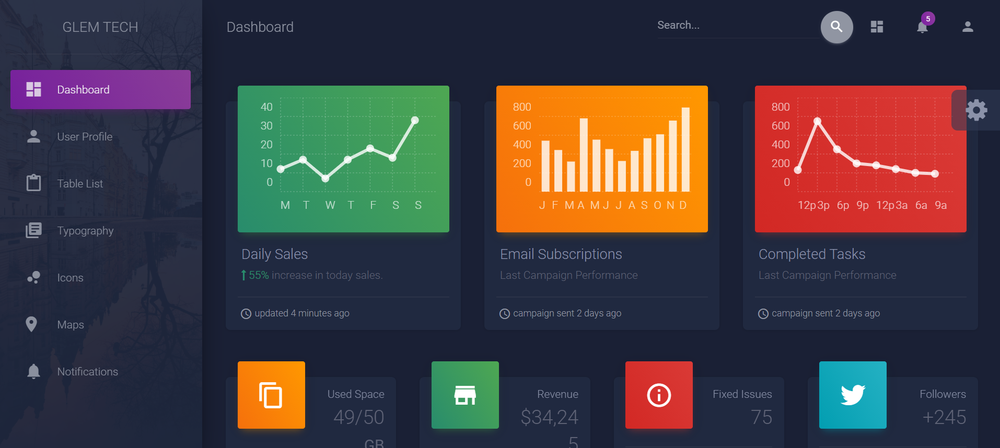 GLEM TECH
Dashboard
User Profile
Table List
Typography
Icons
Maps
Notifications
Dashboard
Search...
5
40
30
20
10
0
M T W T F S S
Daily Sales
55% increase in today sales.
updated 4 minutes ago
800
600
400
200
0
J F M A M J J A S O N D
Email Subscriptions
Last Campaign Performance
campaign sent 2 days ago
800
600
400
200
0
12p 3p 6p 9p 12p 3a 6a 9a
Completed Tasks
Last Campaign Performance
campaign sent 2 days ago
Used Space
49/50
GB
Revenue
$34,24
5
Fixed Issues
75
Followers
+245